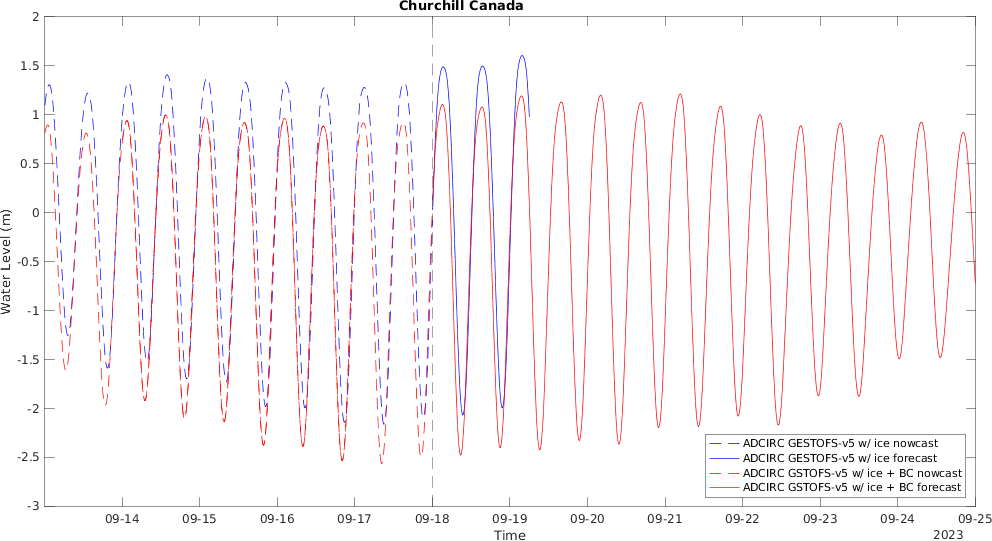 Churchill Canada
2
1.5
1
0.5
0
-0.5
-1
-1.5
-2
-2.5
-3
Water Level (m)
ADCIRC GESTOFS-v5 w/ ice nowcast
ADCIRC GESTOFS-v5 w/ ice forecast
ADCIRC GSTOFS-v5 w/ ice + BC nowcast
ADCIRC GSTOFS-v5 w/ ice + BC forecast
09-14 09-15 09-16 09-17 09-18 09-19 09-20 09-21 09-22 09-23 09-24 09-25
Time
2023